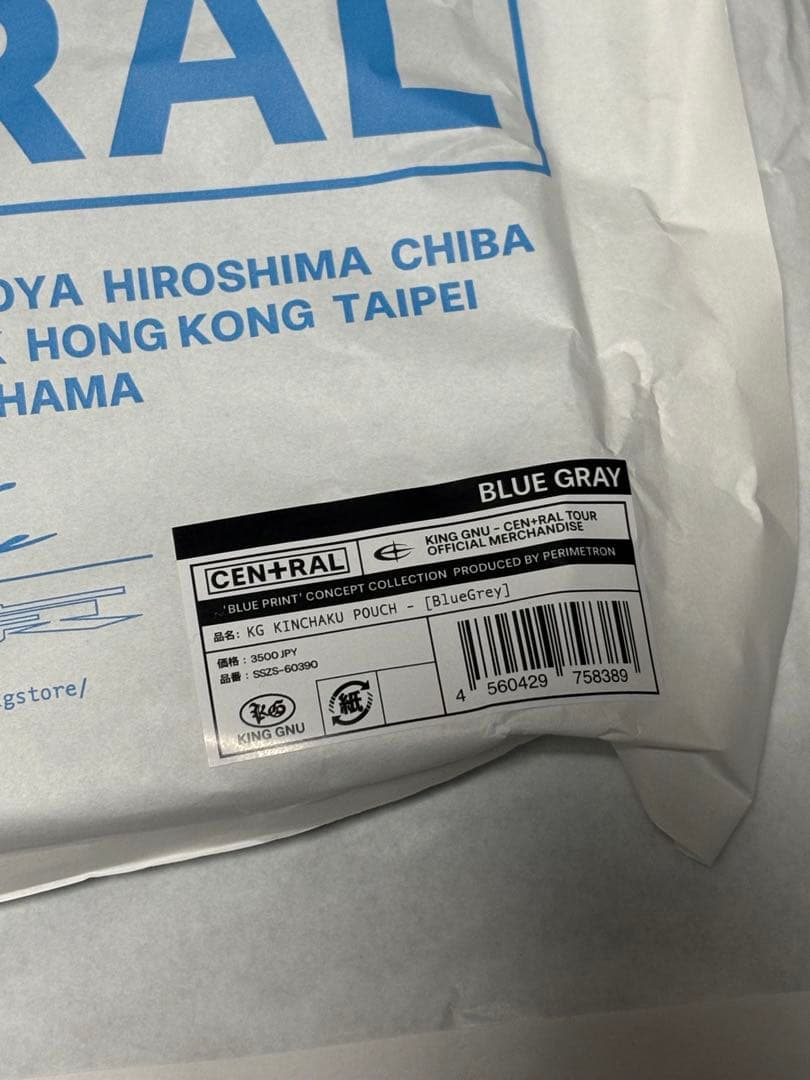 RAL
OYA HIROSHIMA CHIBA
K HONG KONG TAIPEI
HAMA
gstore/
BLUE GRAY
CEN+RAL
KING GNU - CEN+RAL TOUR
OFFICIAL MERCHANDISE
'BLUE PRINT' CONCEPT COLLECTION PRODUCED BY PERIMETRON
品名: KG KINCHAKU POUCH - [BlueGrey]
価格 : 3500 JPY
品番 : SSZS-60390
KG
KING GNU
紙
4 560429 758389